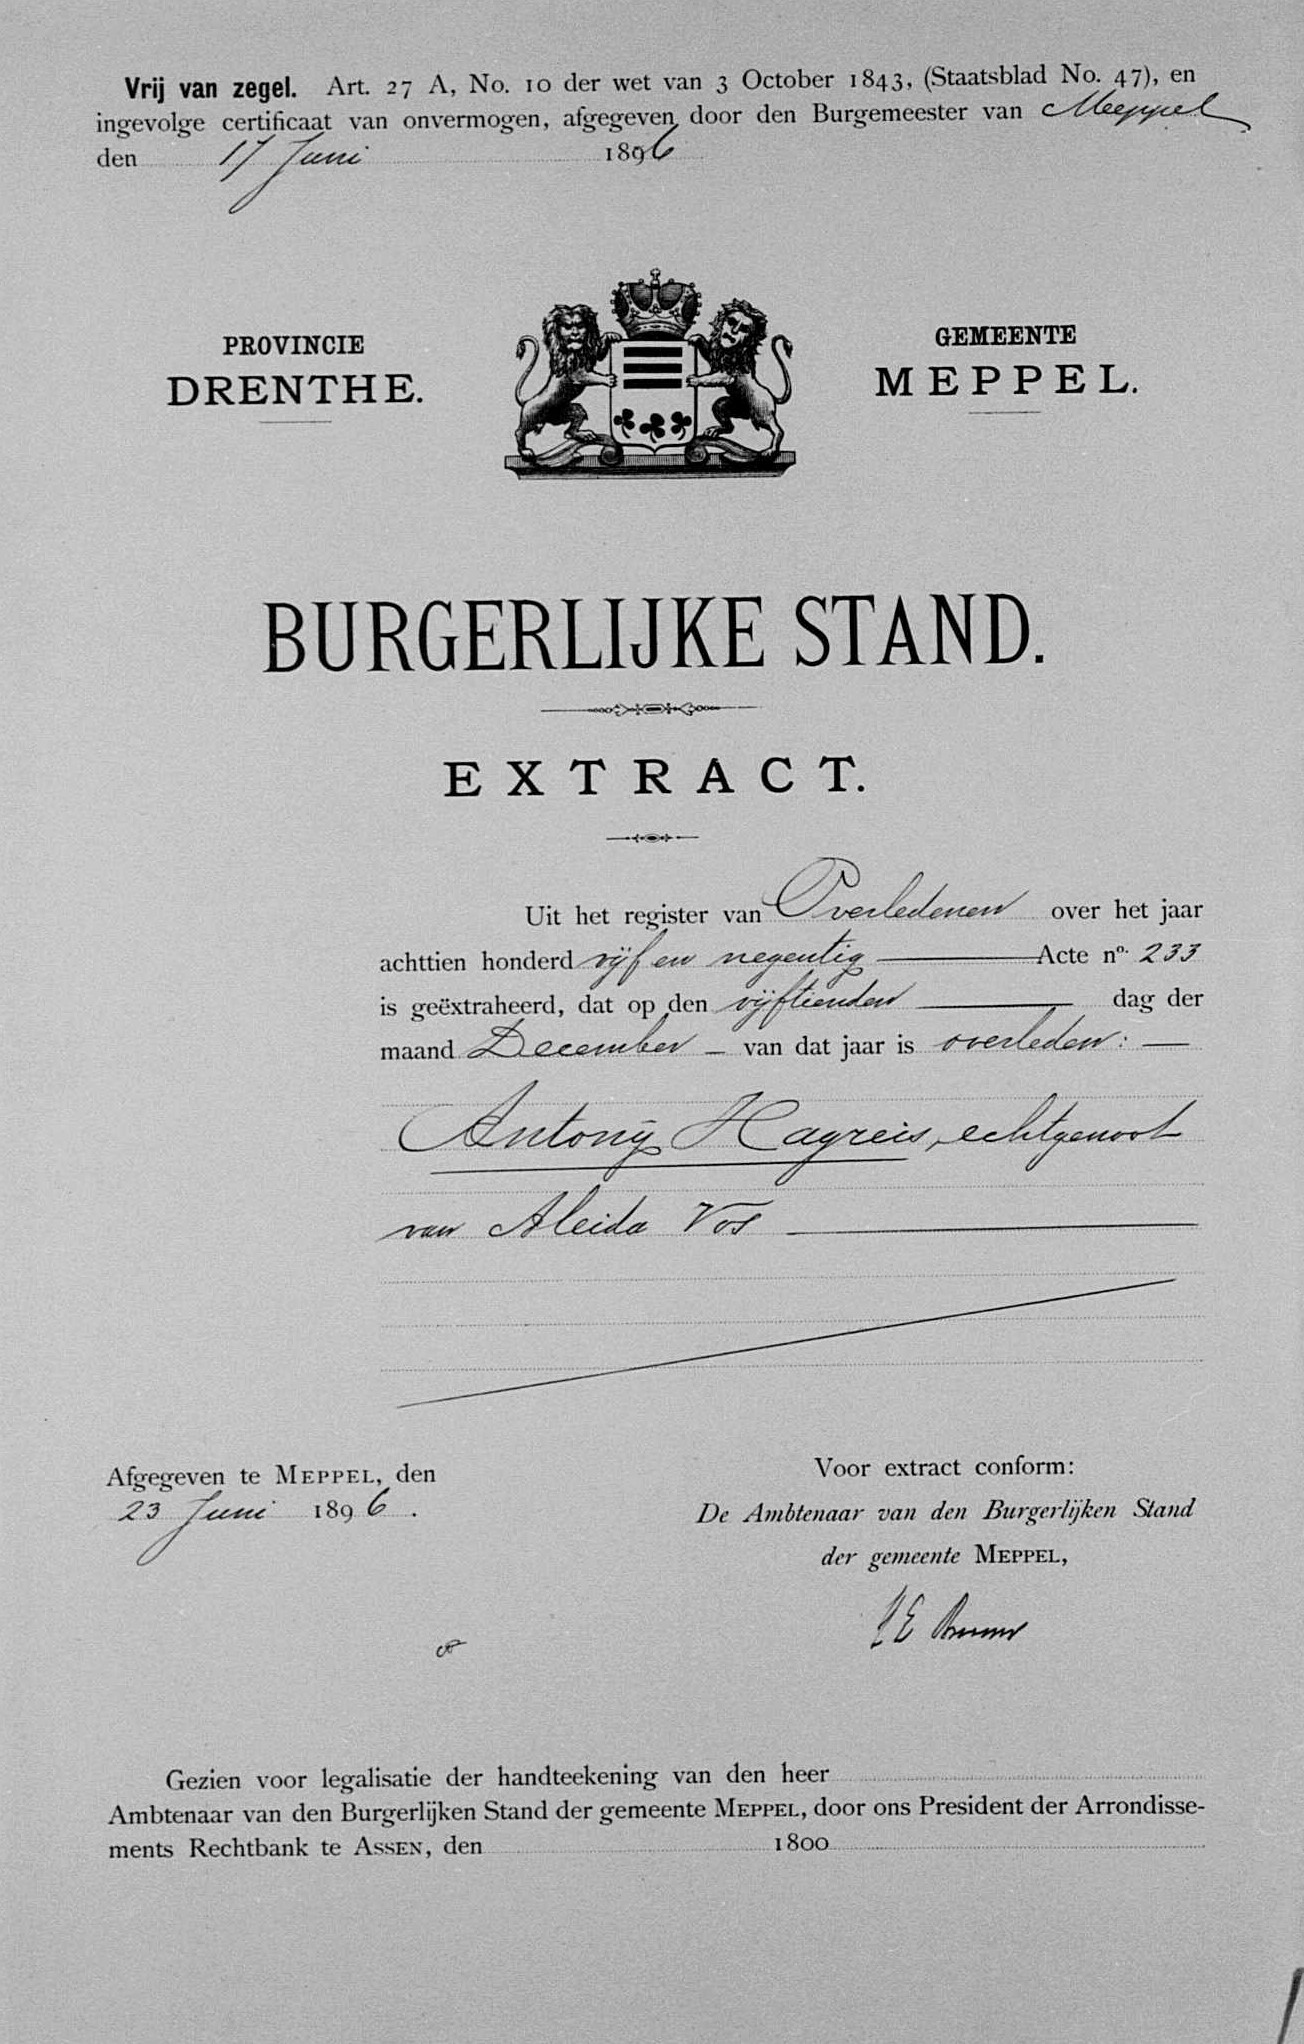 Vrij van zegel. Art. 27 A, No. 10 der wet van 3 October 1843, (Staatsblad No. 47), en
ingevolge certificaat van onvermogen, afgegeven door den Burgemeester van Meppel
den 17 Juni 1896
PROVINCIE
DRENTHE.
GEMEENTE
MEPPEL.
BURGERLIJKE STAND.
EXTRACT.
Uit het register van Overledenen over het jaar
achttien honderd vijf en negentig Acte no. 233
is geëxtraheerd, dat op den vijftienden dag der
maand December van dat jaar is overleden:
Antonij Hagreis, echtgenoot
van Aleida Vos
Afgegeven te MEPPEL, den
23 Juni 1896.
Voor extract conform:
De Ambtenaar van den Burgerlijken Stand
der gemeente MEPPEL,
Gezien voor legalisatie der handteekening van den heer
Ambtenaar van den Burgerlijken Stand der gemeente MEPPEL, door ons President der Arrondisse-
ments Rechtbank te ASSEN, den 1800